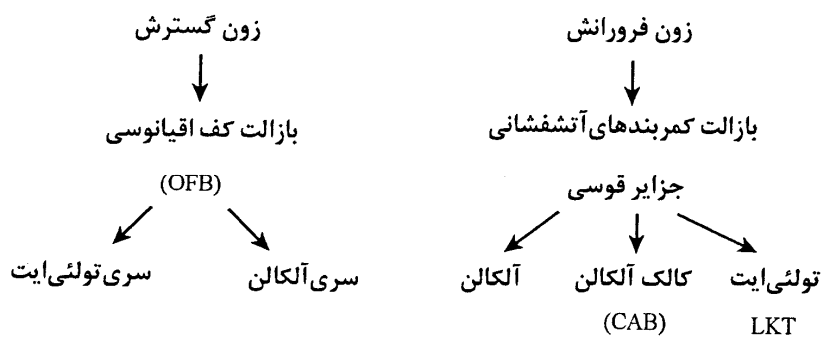 زون فرورانش
بازالت کمربندهای آتشفشانی
جزایر قوسی
تولئی‌ایت
LKT
کالک آلکالن
(CAB)
آلکالن
زون گسترش
بازالت کف اقیانوسی
(OFB)
سری آلکالن
سری تولئی‌ایت